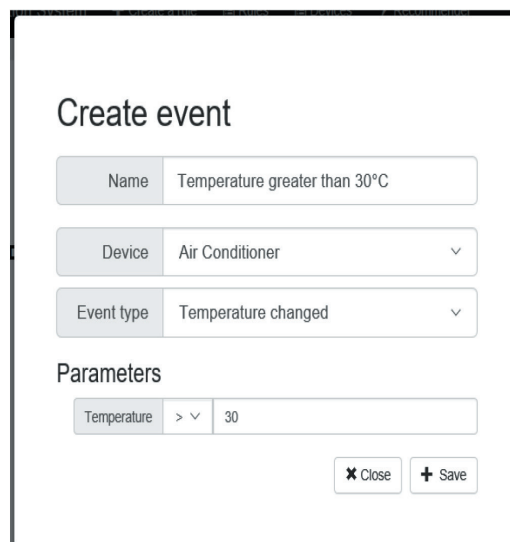 Create event
Name Temperature greater than 30°C
Device Air Conditioner
Event type Temperature changed
Parameters
Temperature > 30
Close Save